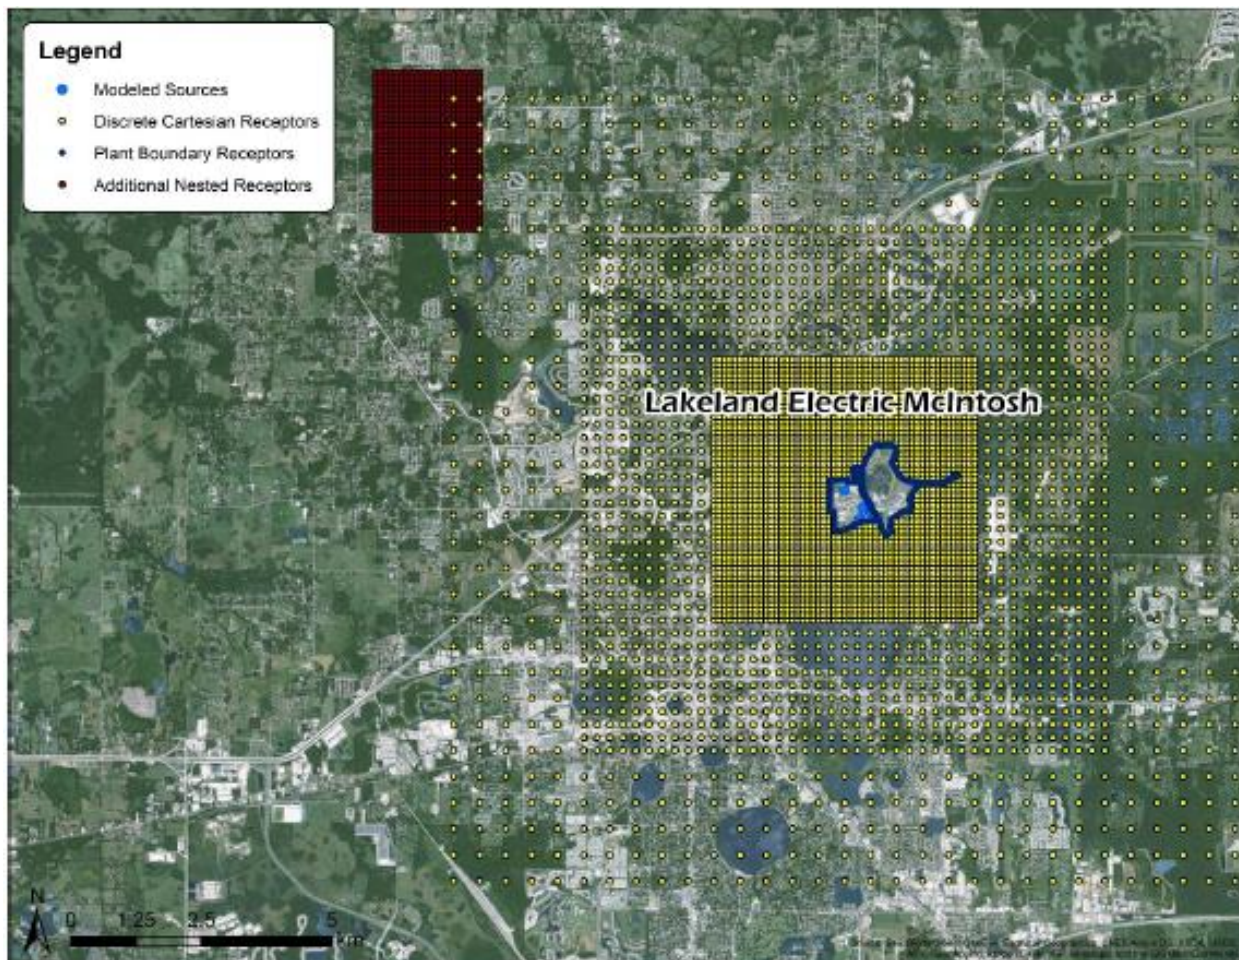 Legend
Modeled Sources
Discrete Cartesian Receptors
Plant Boundary Receptors
Additional Nested Receptors
Lakeland Electric McIntosh
N
0 1.25 2.5 5
Km